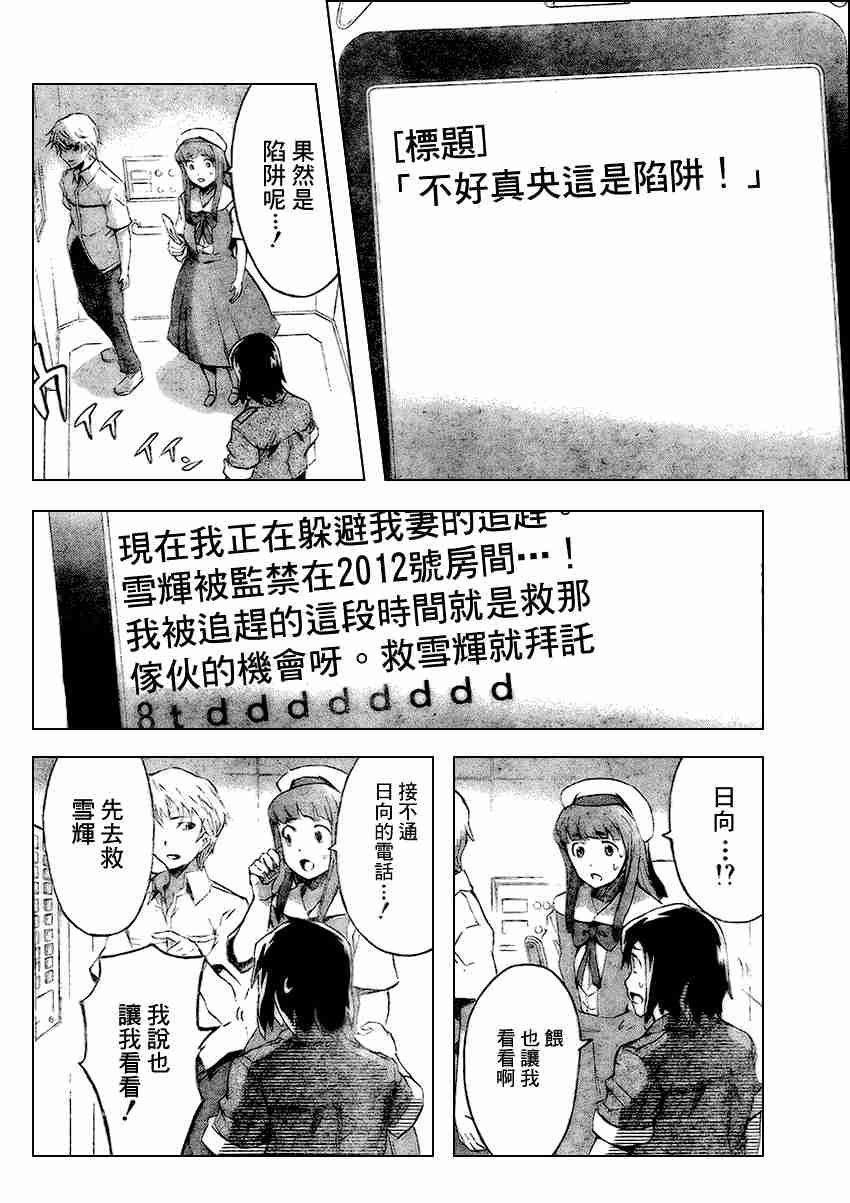 [標題]
「不好真央這是陷阱！」
果然是
陷阱呢…！
ウィイィン
現在我正在躲避我妻的追趕。
雪輝被監禁在2012號房間…！
我被追趕的這段時間就是救那
傢伙的機會呀。救雪輝就拜託
8tdddddddd
日向…!?
餵
也讓我
看看啊
接不通
日向的電話…！
先去救
雪輝
我說也
讓我看看！